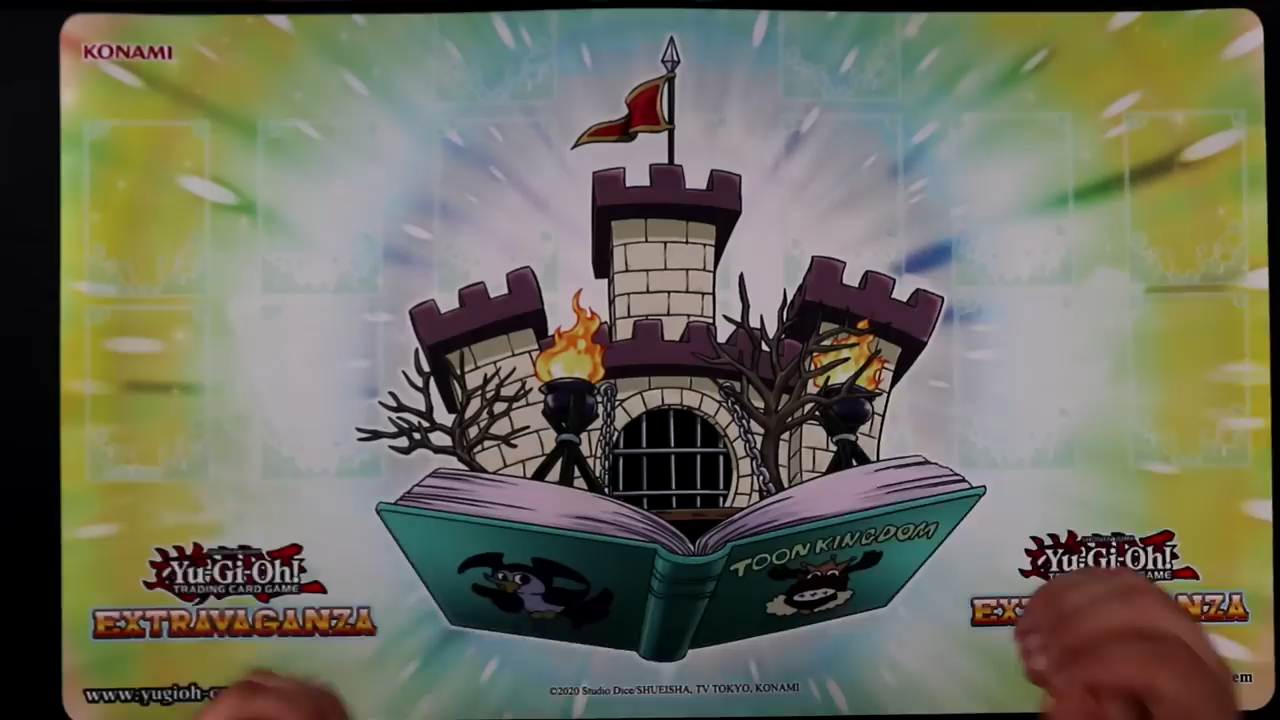 KONAMI
TOON KINGDOM
Yu-Gi-Oh!
TRADING CARD GAME
EXTRAVAGANZA
Yu-Gi-Oh!
GAME
www.yugioh-c
©2020 Studio Dice/SHUEISHA, TV TOKYO, KONAMI